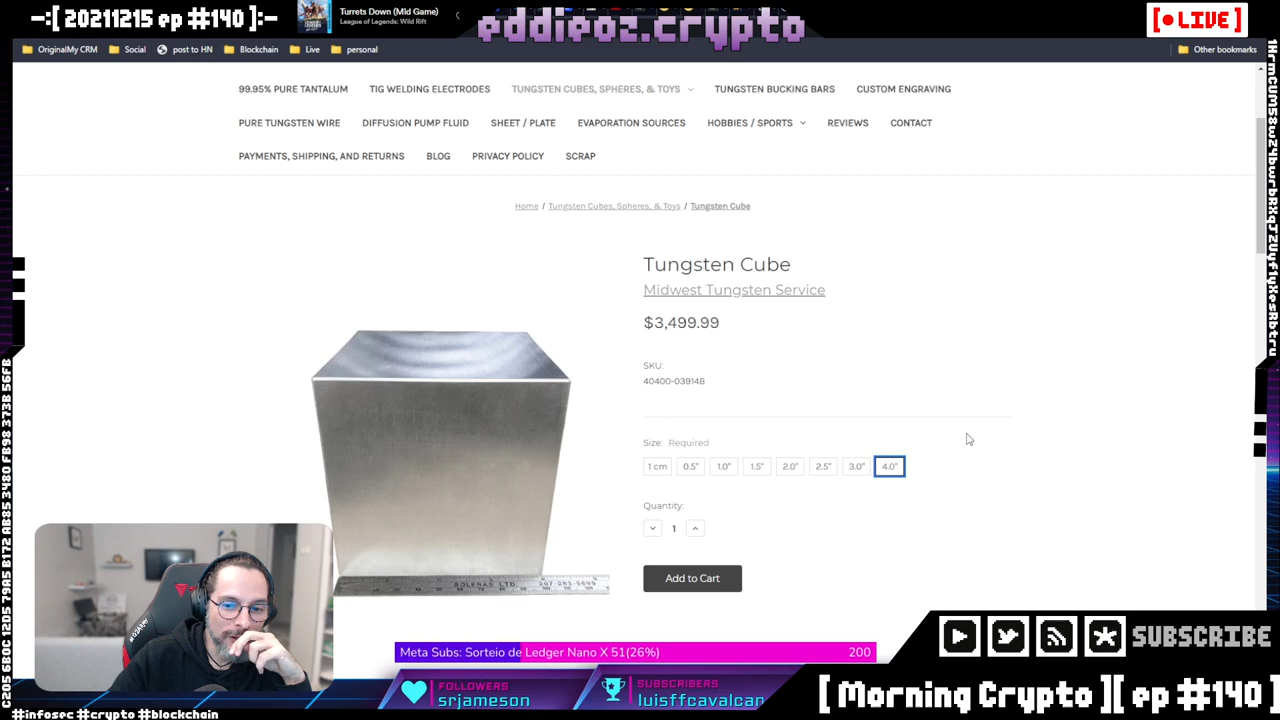 -:[ 20211215 ep #140 ]:-
Turrets Down (Mid Game)
League of Legends: Wild Rift
eddieoz.crypto
[ • LIVE ]
OriginalMy CRM
Social
post to HN
Blockchain
Live
personal
Other bookmarks
99.95% PURE TANTALUM
TIG WELDING ELECTRODES
TUNGSTEN CUBES, SPHERES, & TOYS
TUNGSTEN BUCKING BARS
CUSTOM ENGRAVING
PURE TUNGSTEN WIRE
DIFFUSION PUMP FLUID
SHEET / PLATE
EVAPORATION SOURCES
HOBBIES / SPORTS
REVIEWS
CONTACT
PAYMENTS, SHIPPING, AND RETURNS
BLOG
PRIVACY POLICY
SCRAP
Home / Tungsten Cubes, Spheres, & Toys / Tungsten Cube
Tungsten Cube
Midwest Tungsten Service
$3,499.99
SKU:
40400-03914B
Size: Required
1 cm
0.5"
1.0"
1.5"
2.0"
2.5"
3.0"
4.0"
Quantity:
1
Add to Cart
Meta Subs: Sorteio de Ledger Nano X 51(26%)
200
FOLLOWERS
srjameson
SUBSCRIBERS
luisffcavalcan
SUBSCRIBE
[ Morning Crypto ][ ep #140 ]
#infosec #crypto #blockchain